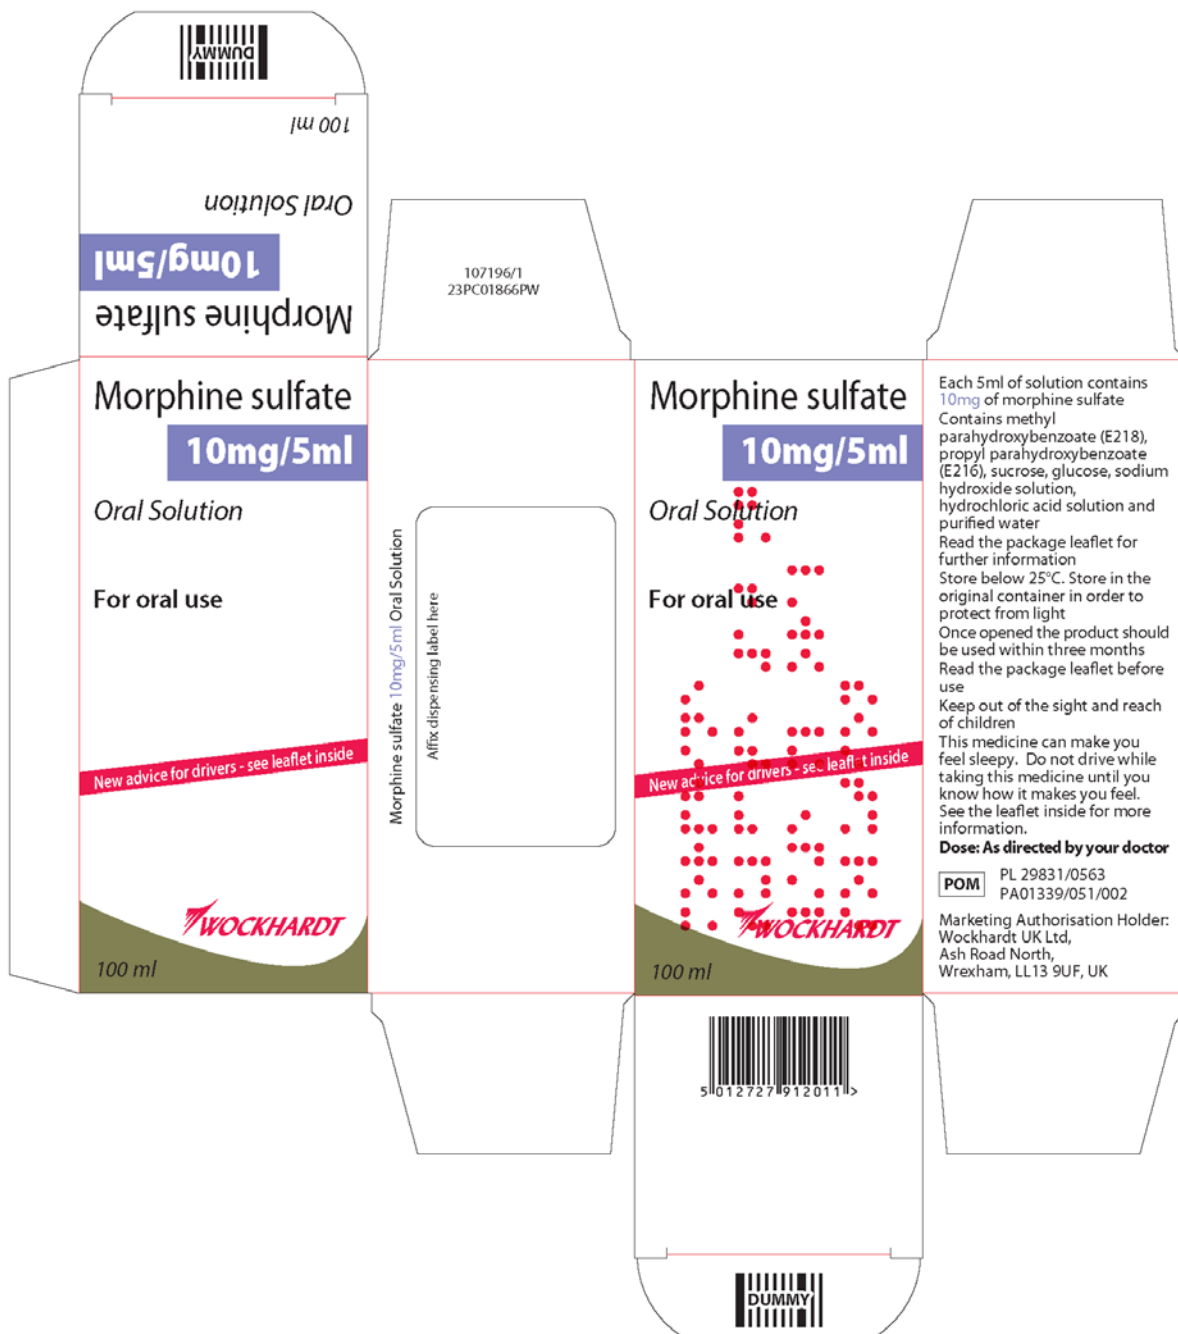 DUMMY
100 ml
Oral Solution
10mg/5ml
Morphine sulfate
107196/1
23PC01866PW
Morphine sulfate
10mg/5ml
Oral Solution
For oral use
New advice for drivers - see leaflet inside
WOCKHARDT
100 ml
Morphine sulfate 10mg/5ml Oral Solution
Affix dispensing label here
Morphine sulfate
10mg/5ml
Oral Solution
For oral use
New advice for drivers - see leaflet inside
WOCKHARDT
100 ml
Each 5ml of solution contains
10mg of morphine sulfate
Contains methyl
parahydroxybenzoate (E218),
propyl parahydroxybenzoate
(E216), sucrose, glucose, sodium
hydroxide solution,
hydrochloric acid solution and
purified water
Read the package leaflet for
further information
Store below 25°C. Store in the
original container in order to
protect from light
Once opened the product should
be used within three months
Read the package leaflet before
use
Keep out of the sight and reach
of children
This medicine can make you
feel sleepy. Do not drive while
taking this medicine until you
know how it makes you feel.
See the leaflet inside for more
information.
Dose: As directed by your doctor
POM
PL 29831/0563
PA01339/051/002
Marketing Authorisation Holder:
Wockhardt UK Ltd,
Ash Road North,
Wrexham, LL13 9UF, UK
5 012727 912011 >
DUMMY